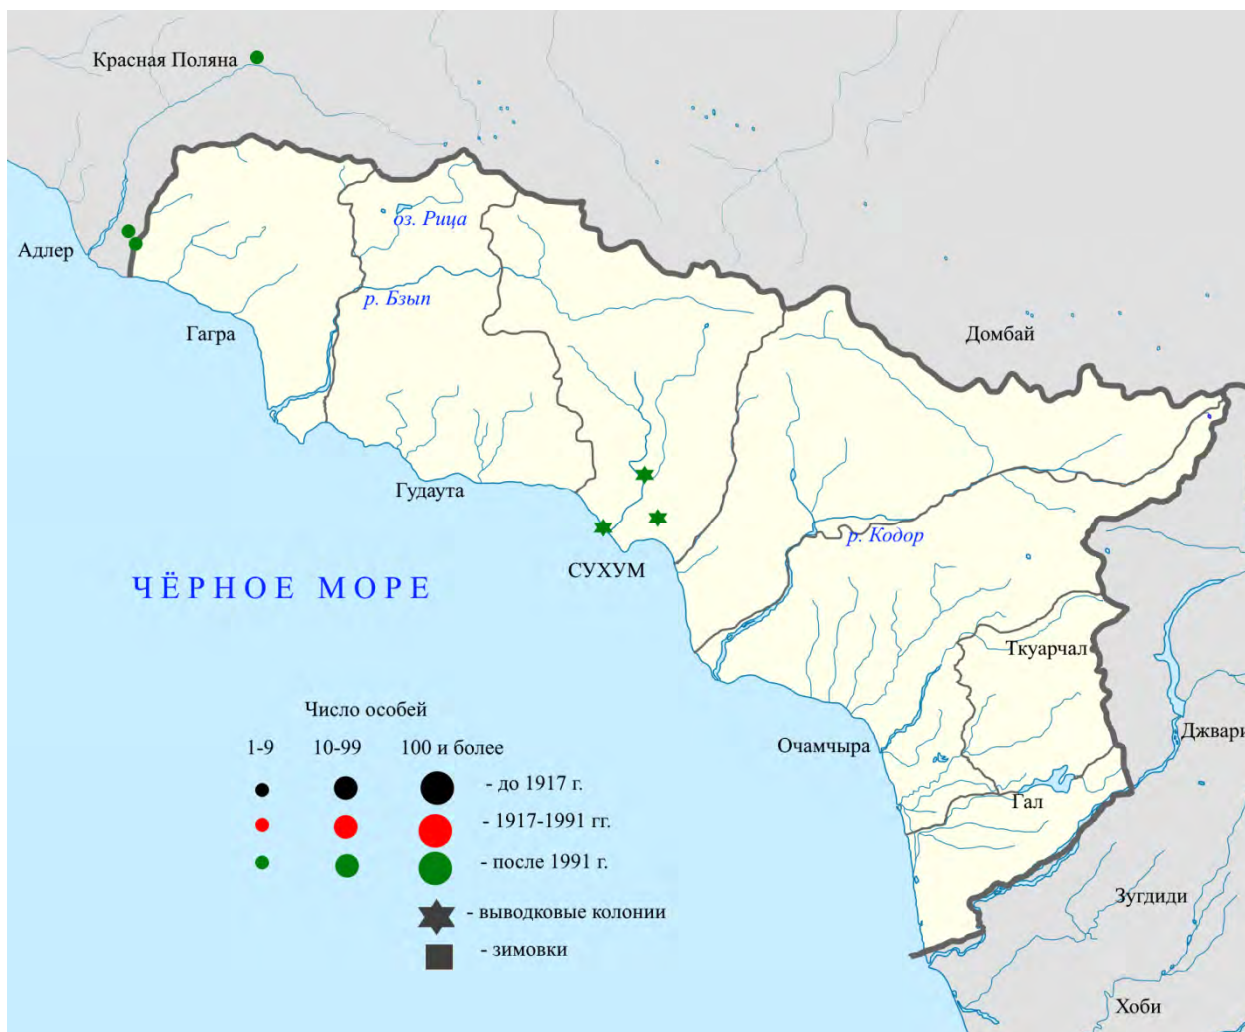 Красная Поляна
оз. Рица
Адлер
р. Бзып
Гагра
Домбай
Гудаута
р. Кодор
СУХУМ
ЧЁРНОЕ МОРЕ
Ткуарчал
Число особей
Джвари
1-9 10-99 100 и более
Очамчыра
- до 1917 г.
Гал
- 1917-1991 гг.
- после 1991 г.
Зугдиди
- выводковые колонии
- зимовки
Хоби